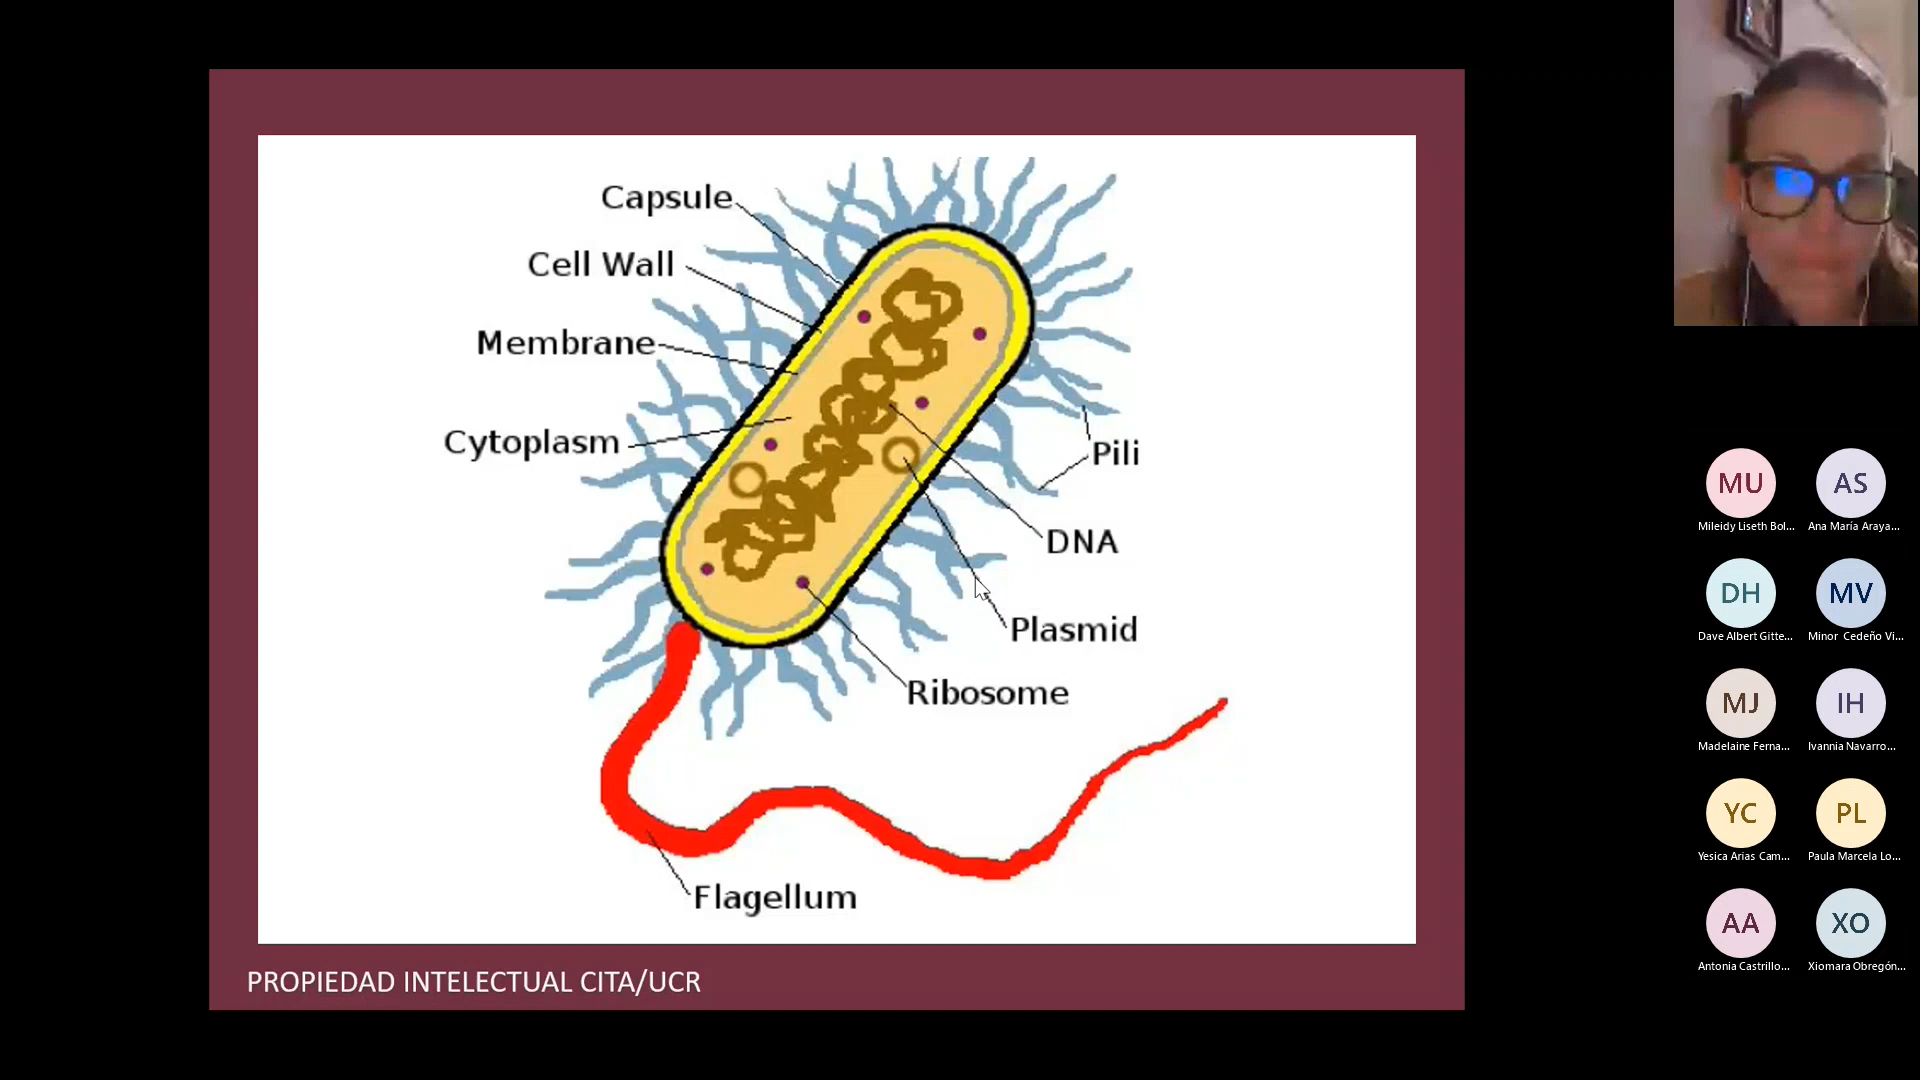 Capsule
Cell Wall
Membrane
Cytoplasm
Pili
DNA
Plasmid
Ribosome
Flagellum
PROPIEDAD INTELECTUAL CITA/UCR
MU
AS
Mileidy Liseth Bol...
Ana María Araya...
DH
MV
Dave Albert Gitte...
Minor Cedeño Vi...
MJ
IH
Madelaine Ferna...
Ivannia Navarro...
YC
PL
Yesica Arias Cam...
Paula Marcela Lo...
AA
XO
Antonia Castrillo...
Xiomara Obregón...